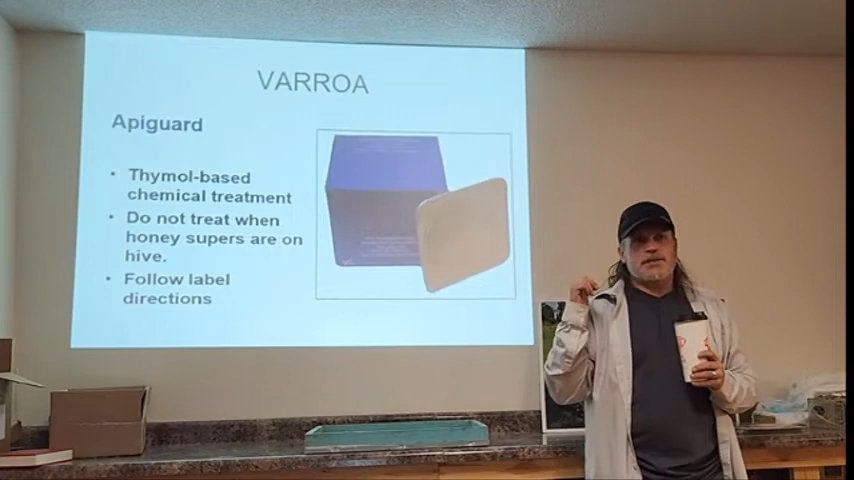 VARROA
Apiguard
• Thymol-based
chemical treatment
• Do not treat when
honey supers are on
hive.
• Follow label
directions